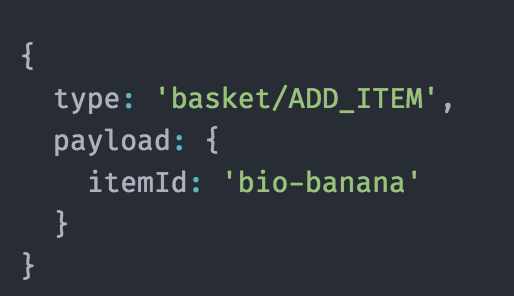 {
  type: 'basket/ADD_ITEM',
  payload: {
    itemId: 'bio-banana'
  }
}